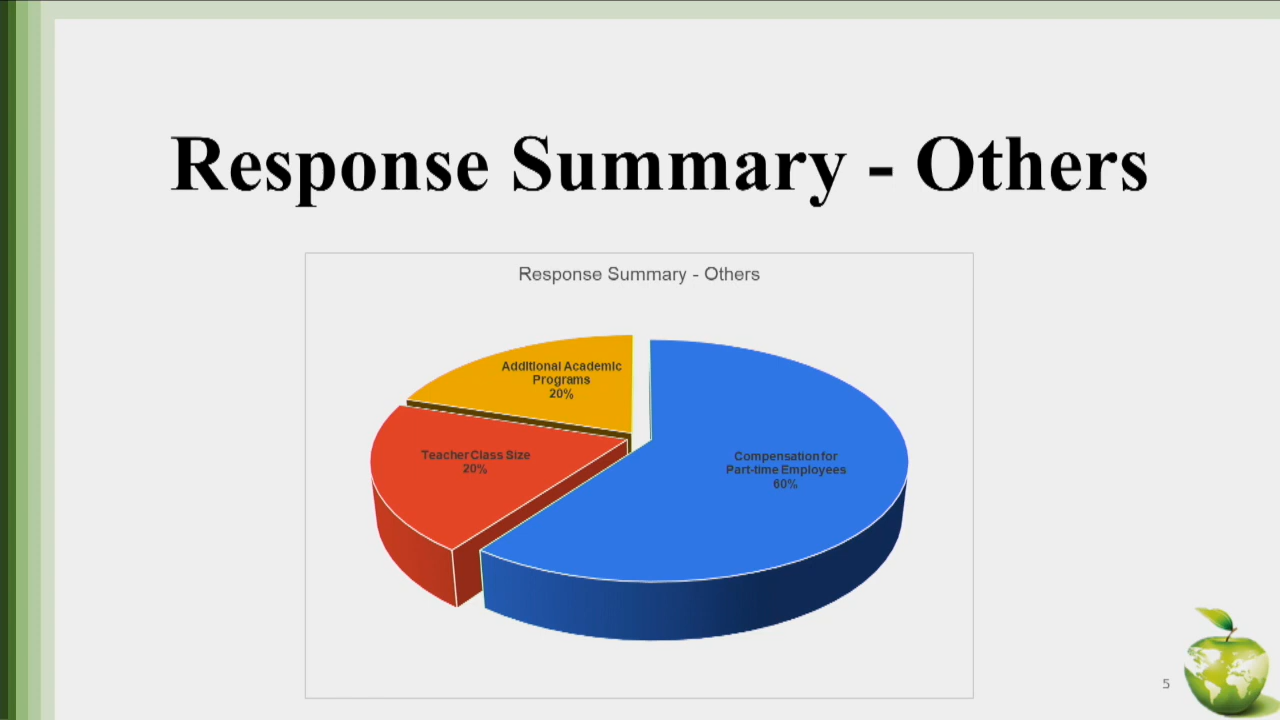 Response Summary - Others
Response Summary - Others
Additional Academic
Programs
20%
Teacher Class Size
20%
Compensation for
Part-time Employees
60%
5